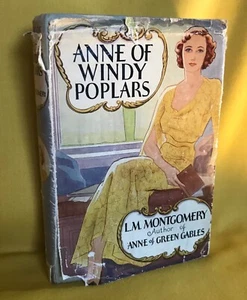 ANNE OF
WINDY
POPLARS
L.M. MONTGOMERY
Author of
ANNE of GREEN GABLES